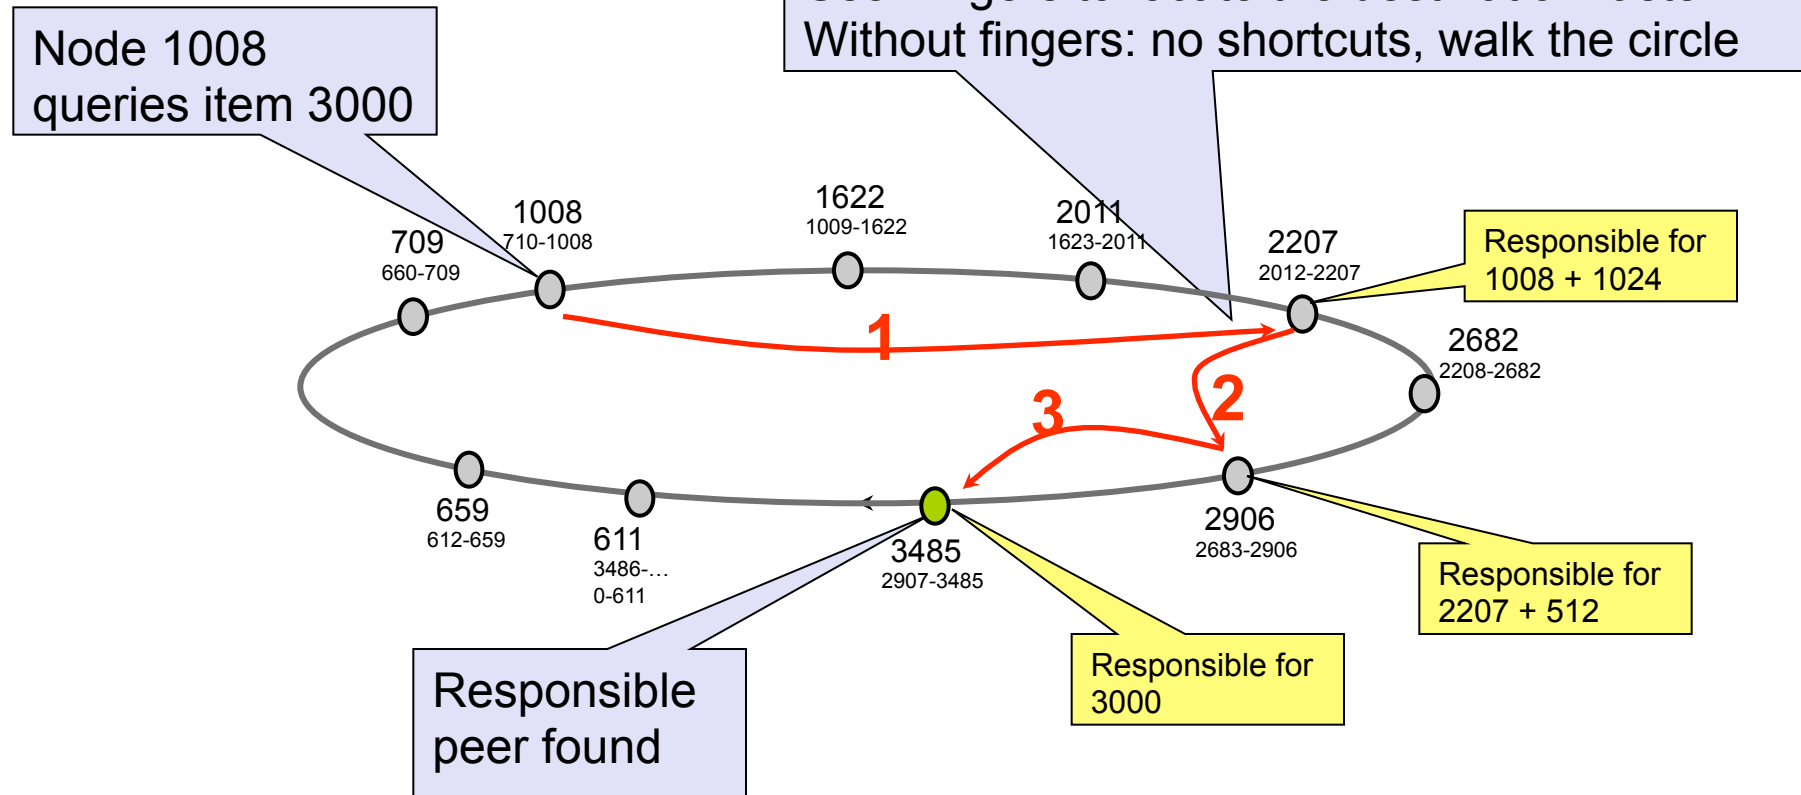 Without fingers: no shortcuts, walk the circle
Node 1008
queries item 3000
1622
1009-1622
1008
710-1008
2011
1623-2011
709
660-709
2207
2012-2207
Responsible for
1008 + 1024
1
2682
2208-2682
2
3
659
612-659
611
3486-...
0-611
3485
2907-3485
2906
2683-2906
Responsible for
2207 + 512
Responsible for
3000
Responsible
peer found